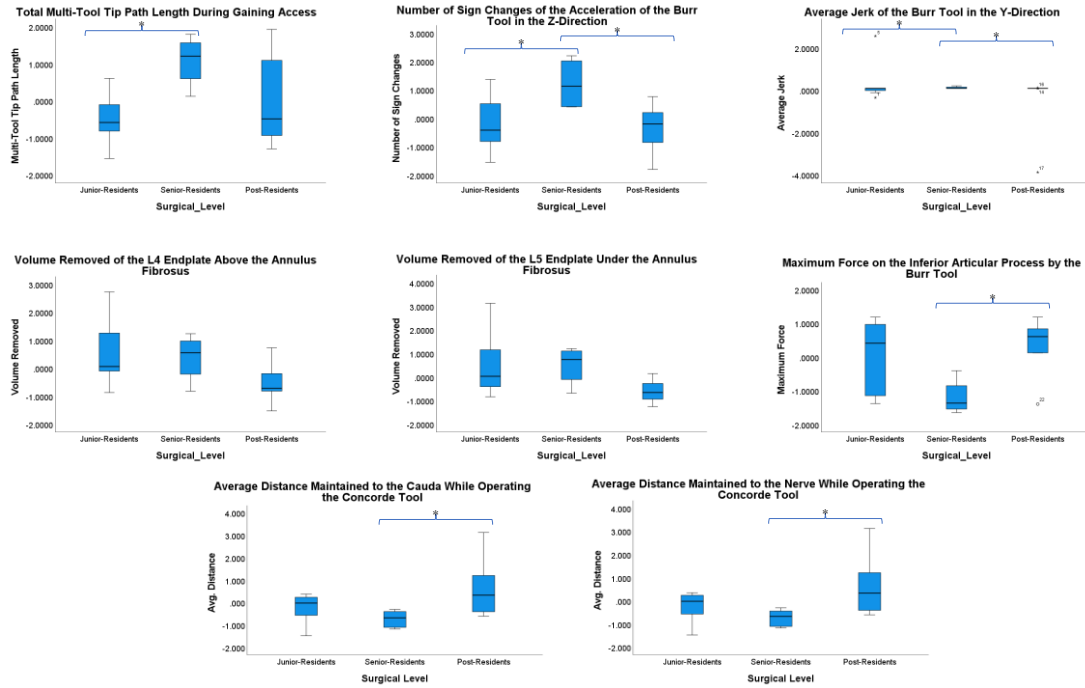 Total Multi-Tool Tip Path Length During Gaining Access
*
2.0000
1.0000
.0000
-1.0000
-2.0000
Multi-Tool Tip Path Length
Junior-Residents Senior-Residents Post-Residents
Surgical_Level
Number of Sign Changes of the Acceleration of the Burr
Tool in the Z-Direction
*
*
3.0000
2.0000
1.0000
.0000
-1.0000
-2.0000
Number of Sign Changes
Junior-Residents Senior-Residents Post-Residents
Surgical_Level
Average Jerk of the Burr Tool in the Y-Direction
*
*
2.0000
.0000
-2.0000
-4.0000
Average Jerk
17
Junior-Residents Senior-Residents Post-Residents
Surgical_Level
Volume Removed of the L4 Endplate Above the Annulus
Fibrosus
3.0000
2.0000
1.0000
.0000
-1.0000
-2.0000
Volume Removed
Junior-Residents Senior-Residents Post-Residents
Surgical_Level
Volume Removed of the L5 Endplate Under the Annulus
Fibrosus
4.0000
3.0000
2.0000
1.0000
.0000
-1.0000
-2.0000
Volume Removed
Junior-Residents Senior-Residents Post-Residents
Surgical_Level
Maximum Force on the Inferior Articular Process by the
Burr Tool
*
2.0000
1.0000
.0000
-1.0000
-2.0000
Maximum Force
22
Junior-Residents Senior-Residents Post-Residents
Surgical_Level
Average Distance Maintained to the Cauda While Operating
the Concorde Tool
*
4.000
3.000
2.000
1.000
.000
-1.000
-2.000
Avg. Distance
Junior-Residents Senior-Residents Post-Residents
Surgical Level
Average Distance Maintained to the Nerve While Operating the
Concorde Tool
*
4.000
3.000
2.000
1.000
.000
-1.000
-2.000
Avg. Distance
Junior-Residents Senior-Residents Post-Residents
Surgical Level